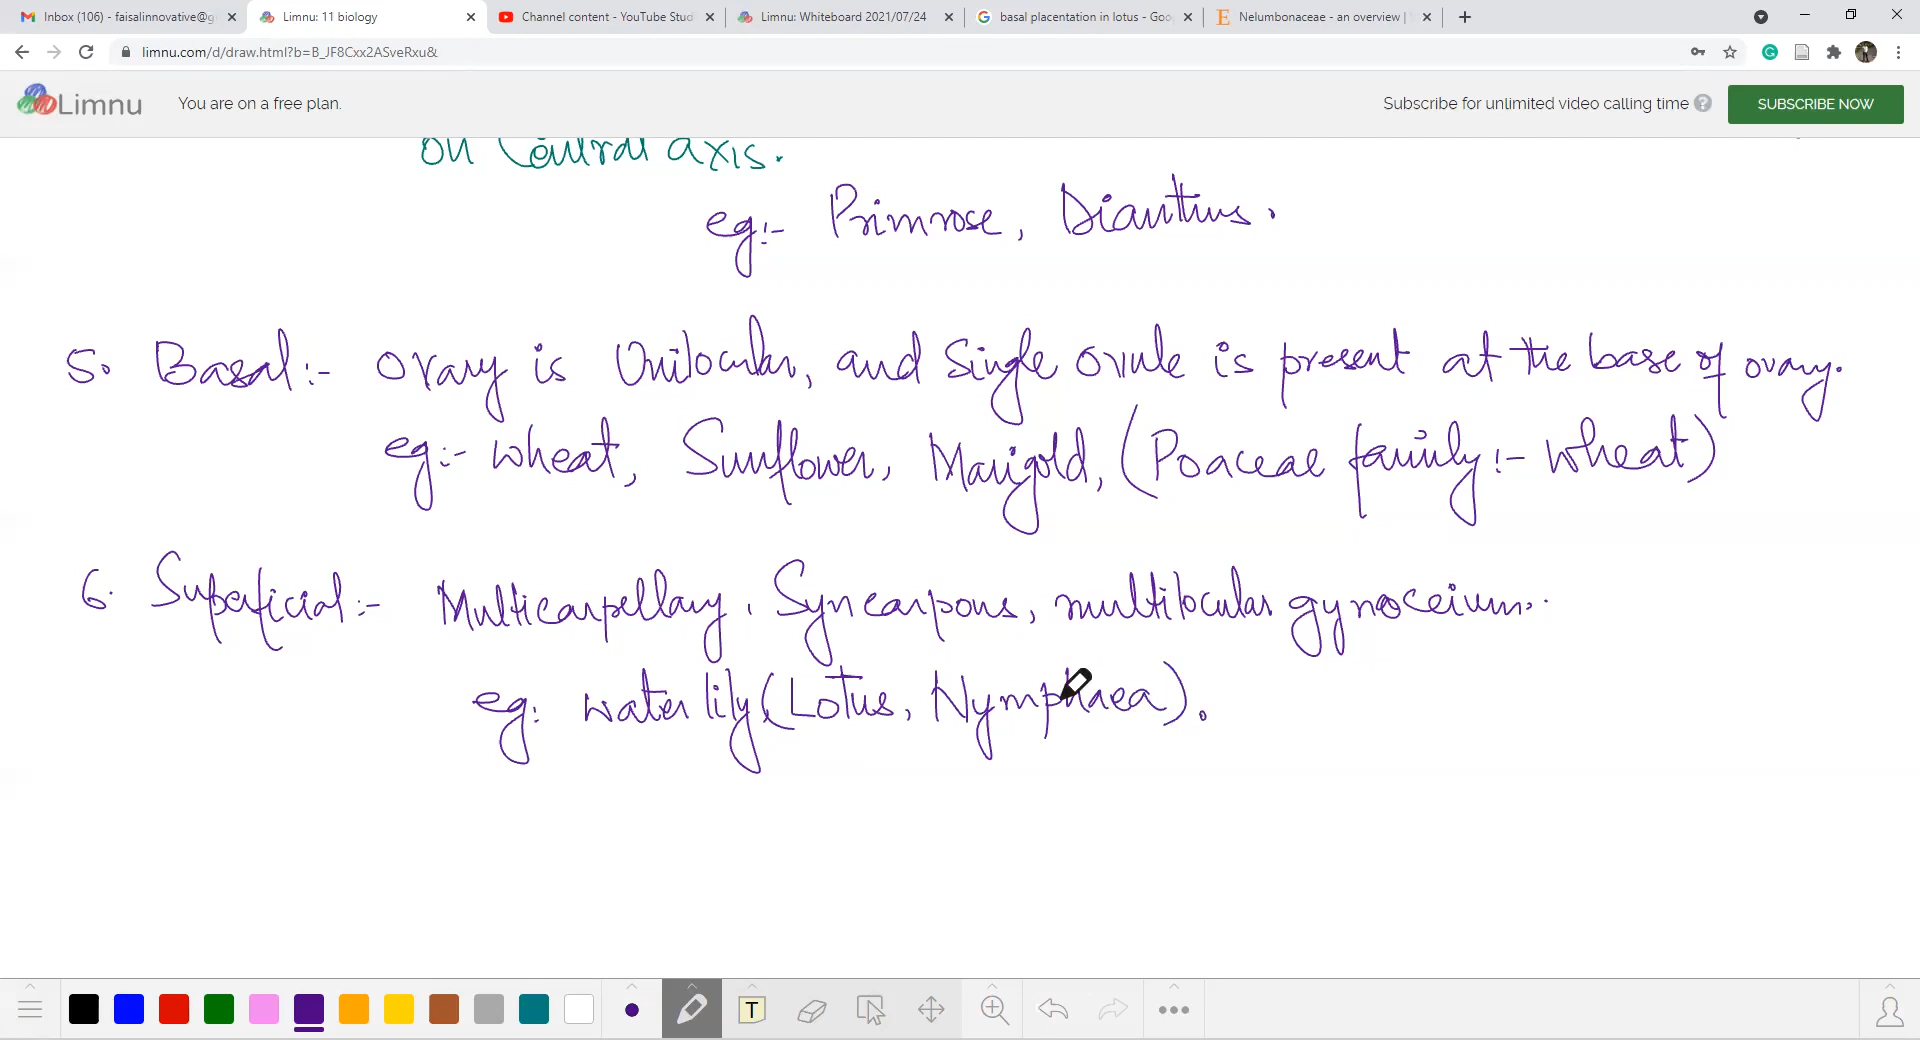 Inbox (106) - faisalinnovative@g
Limnu: 11 biology
Channel content - YouTube Stud
Limnu: Whiteboard 2021/07/24
basal placentation in lotus - Goo
Nelumbonaceae - an overview |
limnu.com/d/draw.html?b=B_JF8Cxx2ASveRxu&
Limnu You are on a free plan. Subscribe for unlimited video calling time ? SUBSCRIBE NOW
on Central axis.
eg:- Primrose, Dianthus.
5. Basal:- Ovary is Unilocular, and Single Ovule is present at the base of ovary.
eg:- wheat, Sunflower, Marigold, (Poaceae family:- wheat)
6. Superficial:- Multicarpellary, Syncarpous, multilocular gynoceium.
eg: water lily (Lotus, Nymphaea).
T